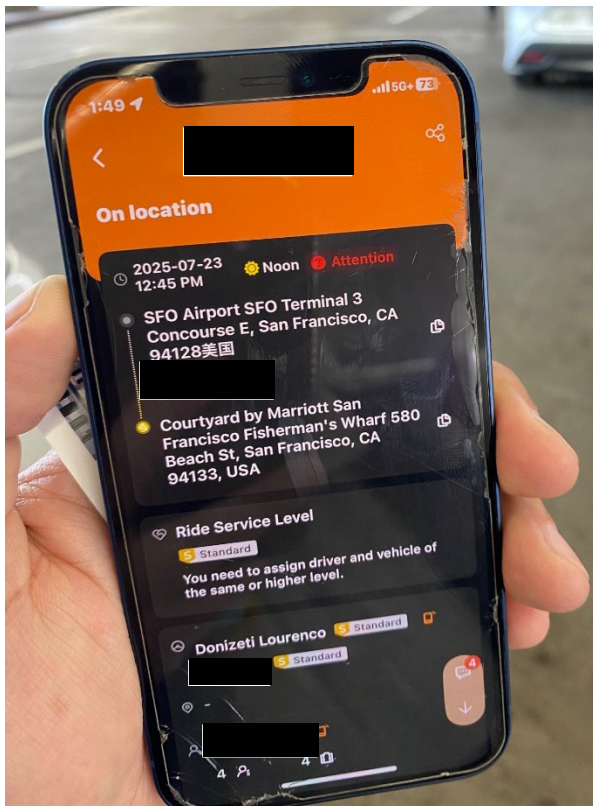 1:49
5G+ 73
On location
2025-07-23
12:45 PM
Noon
Attention
SFO Airport SFO Terminal 3
Concourse E, San Francisco, CA
94128美国
Courtyard by Marriott San
Francisco Fisherman's Wharf 580
Beach St, San Francisco, CA
94133, USA
Ride Service Level
S Standard
You need to assign driver and vehicle of
the same or higher level.
Donizeti Lourenco S Standard
S Standard
4
-
4
4